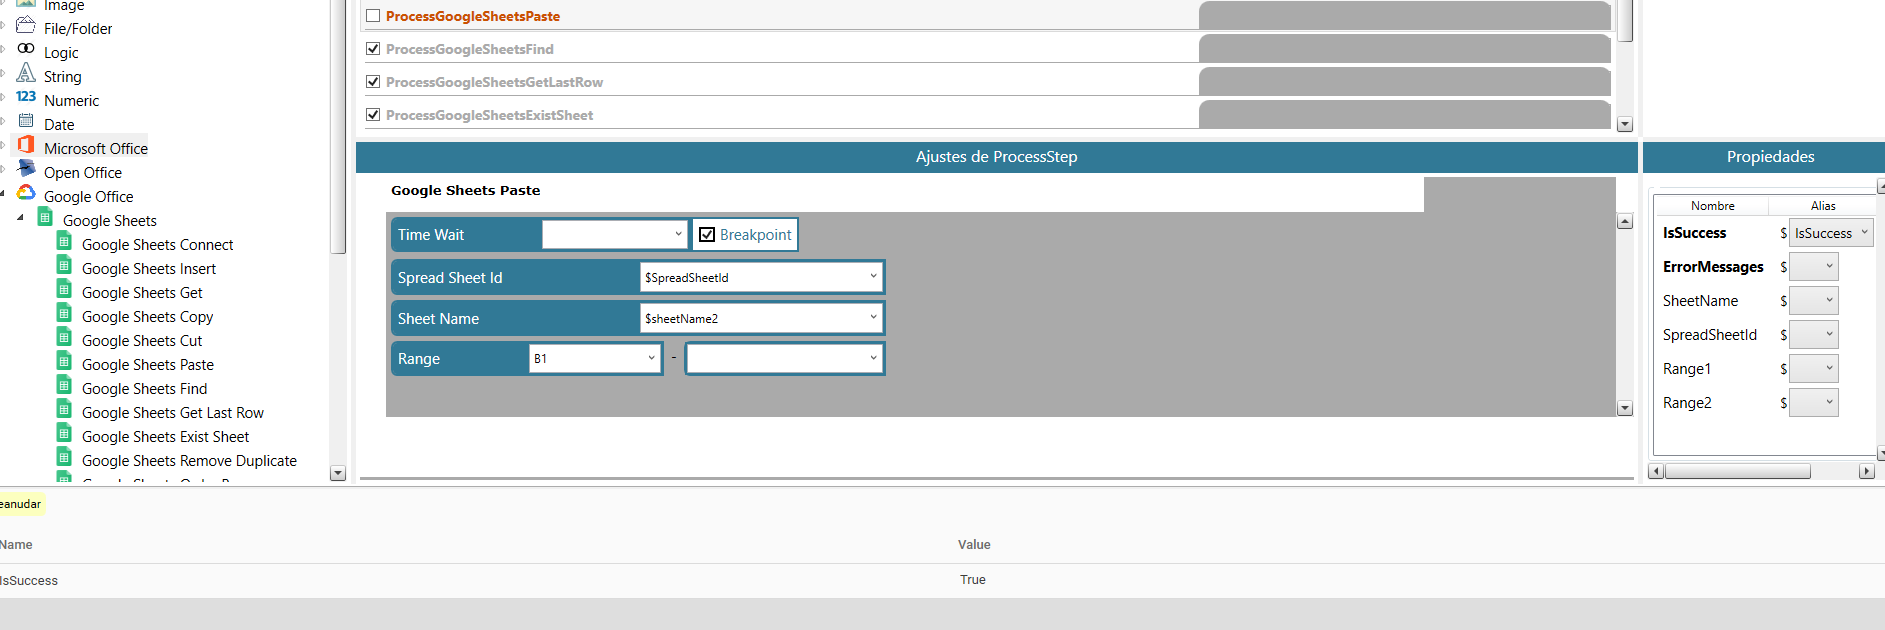 Image
File/Folder
Logic
String
123 Numeric
Date
Microsoft Office
Open Office
Google Office
Google Sheets
Google Sheets Connect
Google Sheets Insert
Google Sheets Get
Google Sheets Copy
Google Sheets Cut
Google Sheets Paste
Google Sheets Find
Google Sheets Get Last Row
Google Sheets Exist Sheet
Google Sheets Remove Duplicate
ProcessGoogleSheetsPaste
ProcessGoogleSheetsFind
ProcessGoogleSheetsGetLastRow
ProcessGoogleSheetsExistSheet
Ajustes de ProcessStep
Google Sheets Paste
Time Wait Breakpoint
Spread Sheet Id $SpreadSheetId
Sheet Name $sheetName2
Range B1 -
Propiedades
Nombre Alias
IsSuccess $ IsSuccess
ErrorMessages $
SheetName $
SpreadSheetId $
Range1 $
Range2 $
eanudar
Name Value
IsSuccess True